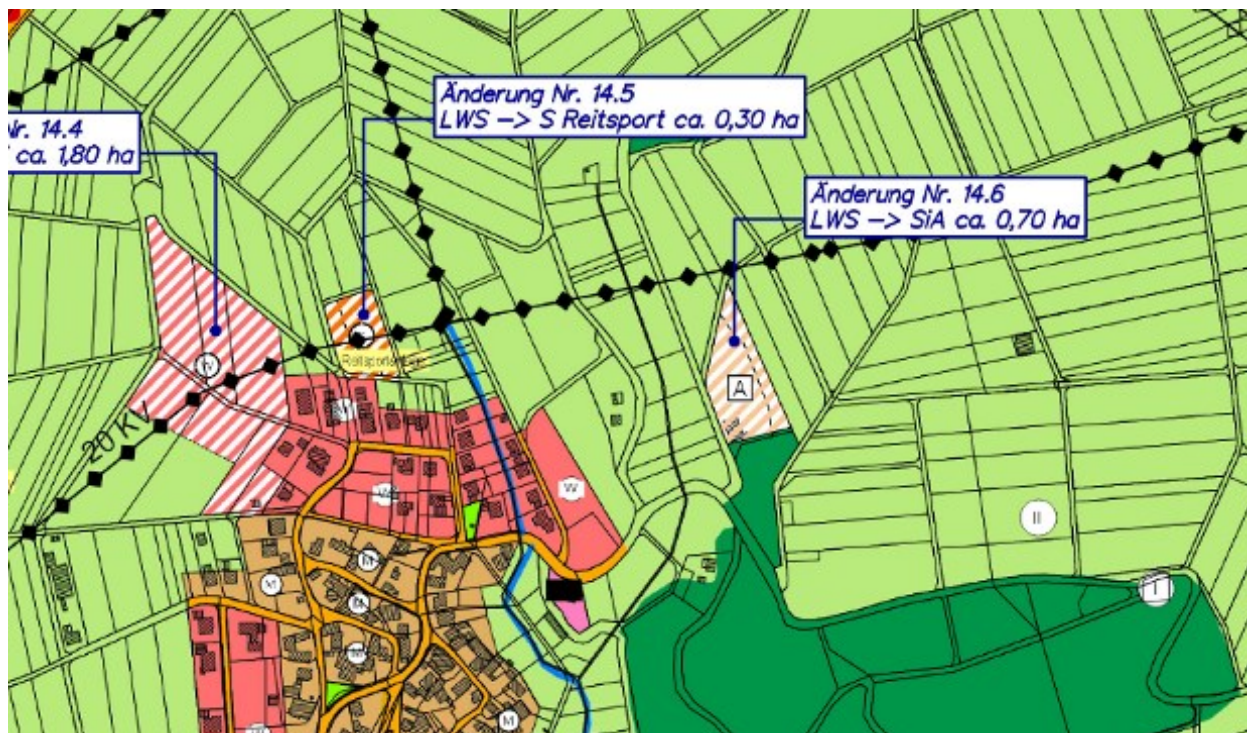 Änderung Nr. 14.5
LWS -> S Reitsport ca. 0,30 ha
Nr. 14.4
ca. 1,80 ha
Änderung Nr. 14.6
LWS -> SiA ca. 0,70 ha
A
20 KV
W
W
W
II
I
M
M
M
M
M